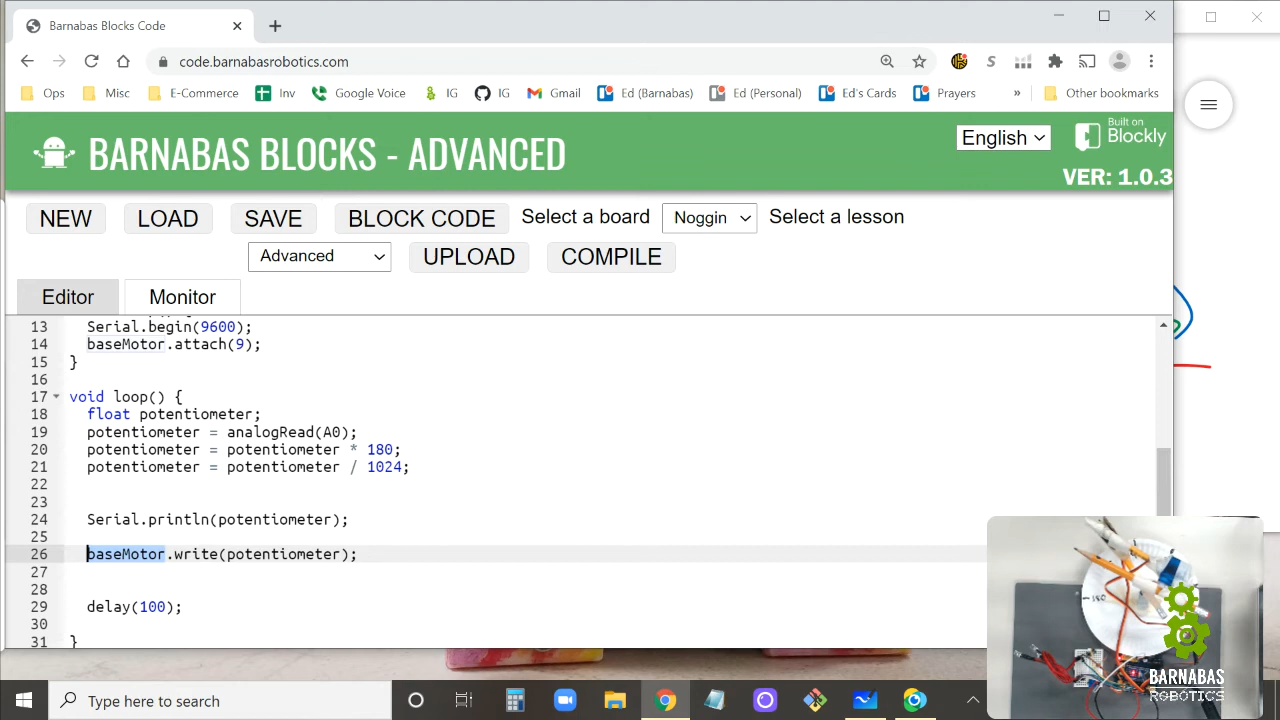 Barnabas Blocks Code
code.barnabasrobotics.com
Ops Misc E-Commerce Inv Google Voice IG IG Gmail Ed (Barnabas) Ed (Personal) Ed's Cards Prayers » Other bookmarks
BARNABAS BLOCKS - ADVANCED
English
Built on
Blockly
VER: 1.0.3
NEW LOAD SAVE BLOCK CODE Select a board Noggin Select a lesson
Advanced UPLOAD COMPILE
Editor Monitor
13 Serial.begin(9600);
14 baseMotor.attach(9);
15 }
16
17 void loop() {
18 float potentiometer;
19 potentiometer = analogRead(A0);
20 potentiometer = potentiometer * 180;
21 potentiometer = potentiometer / 1024;
22
23
24 Serial.println(potentiometer);
25
26 baseMotor.write(potentiometer);
27
28
29 delay(100);
30
31 }
180
BARNABAS
ROBOTICS
Type here to search